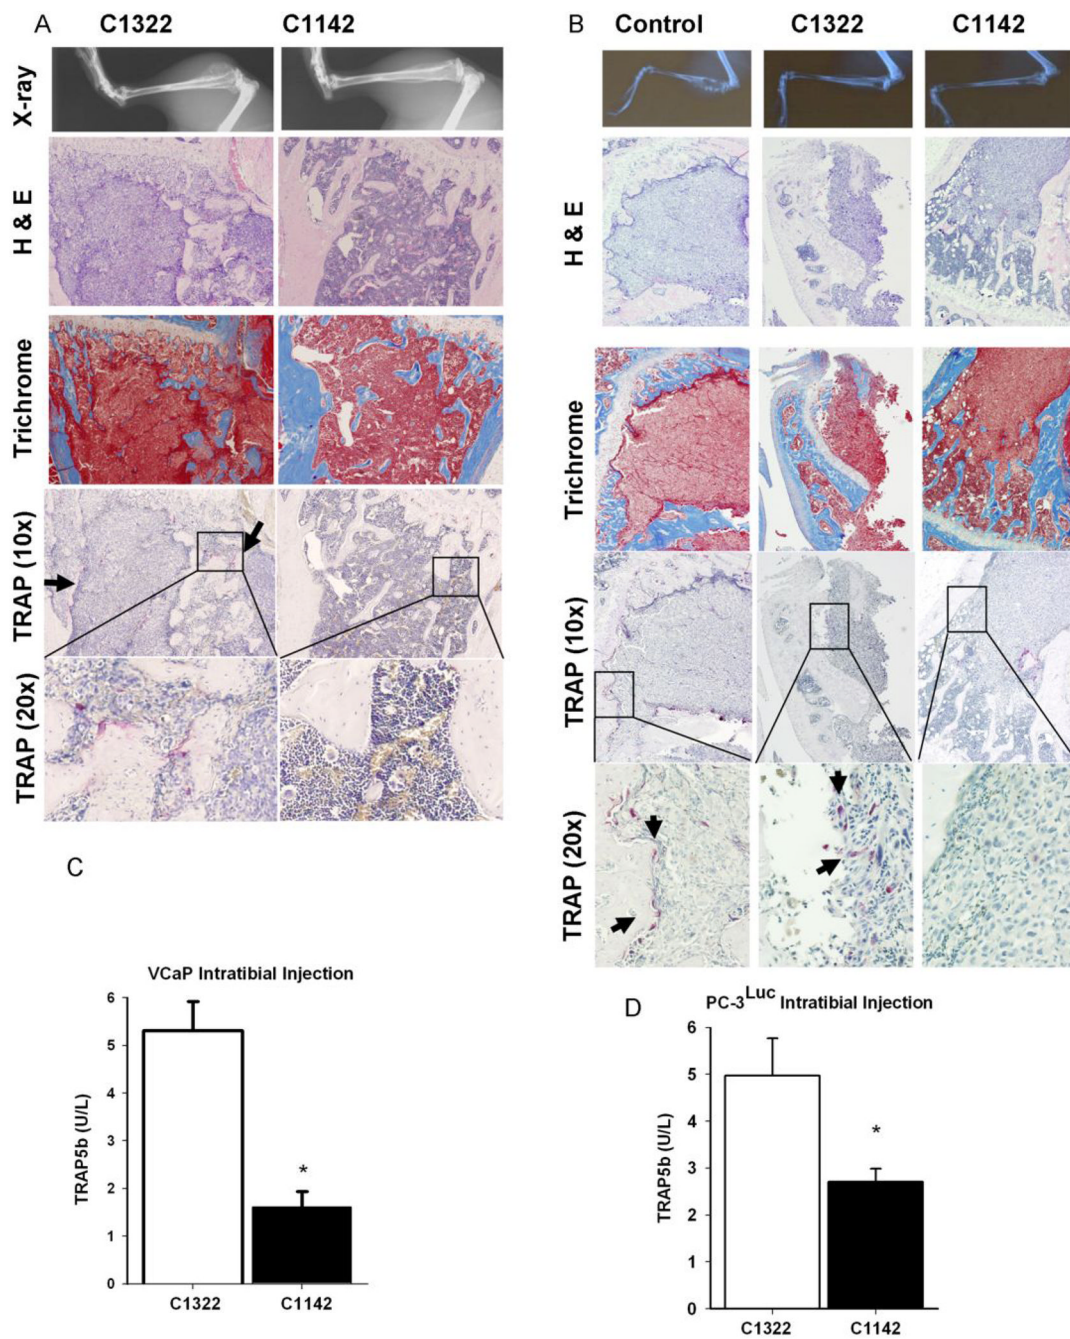 A
C1322
C1142
X-ray
H & E
Trichrome
TRAP (10x)
TRAP (20x)
B
Control
C1322
C1142
H & E
Trichrome
TRAP (10x)
TRAP (20x)
C
VCaP Intratibial Injection
TRAP5b (U/L)
6
5
4
3
2
1
0
*
C1322
C1142
D
PC-3Luc Intratibial Injection
TRAP5b (U/L)
6
5
4
3
2
1
0
*
C1322
C1142